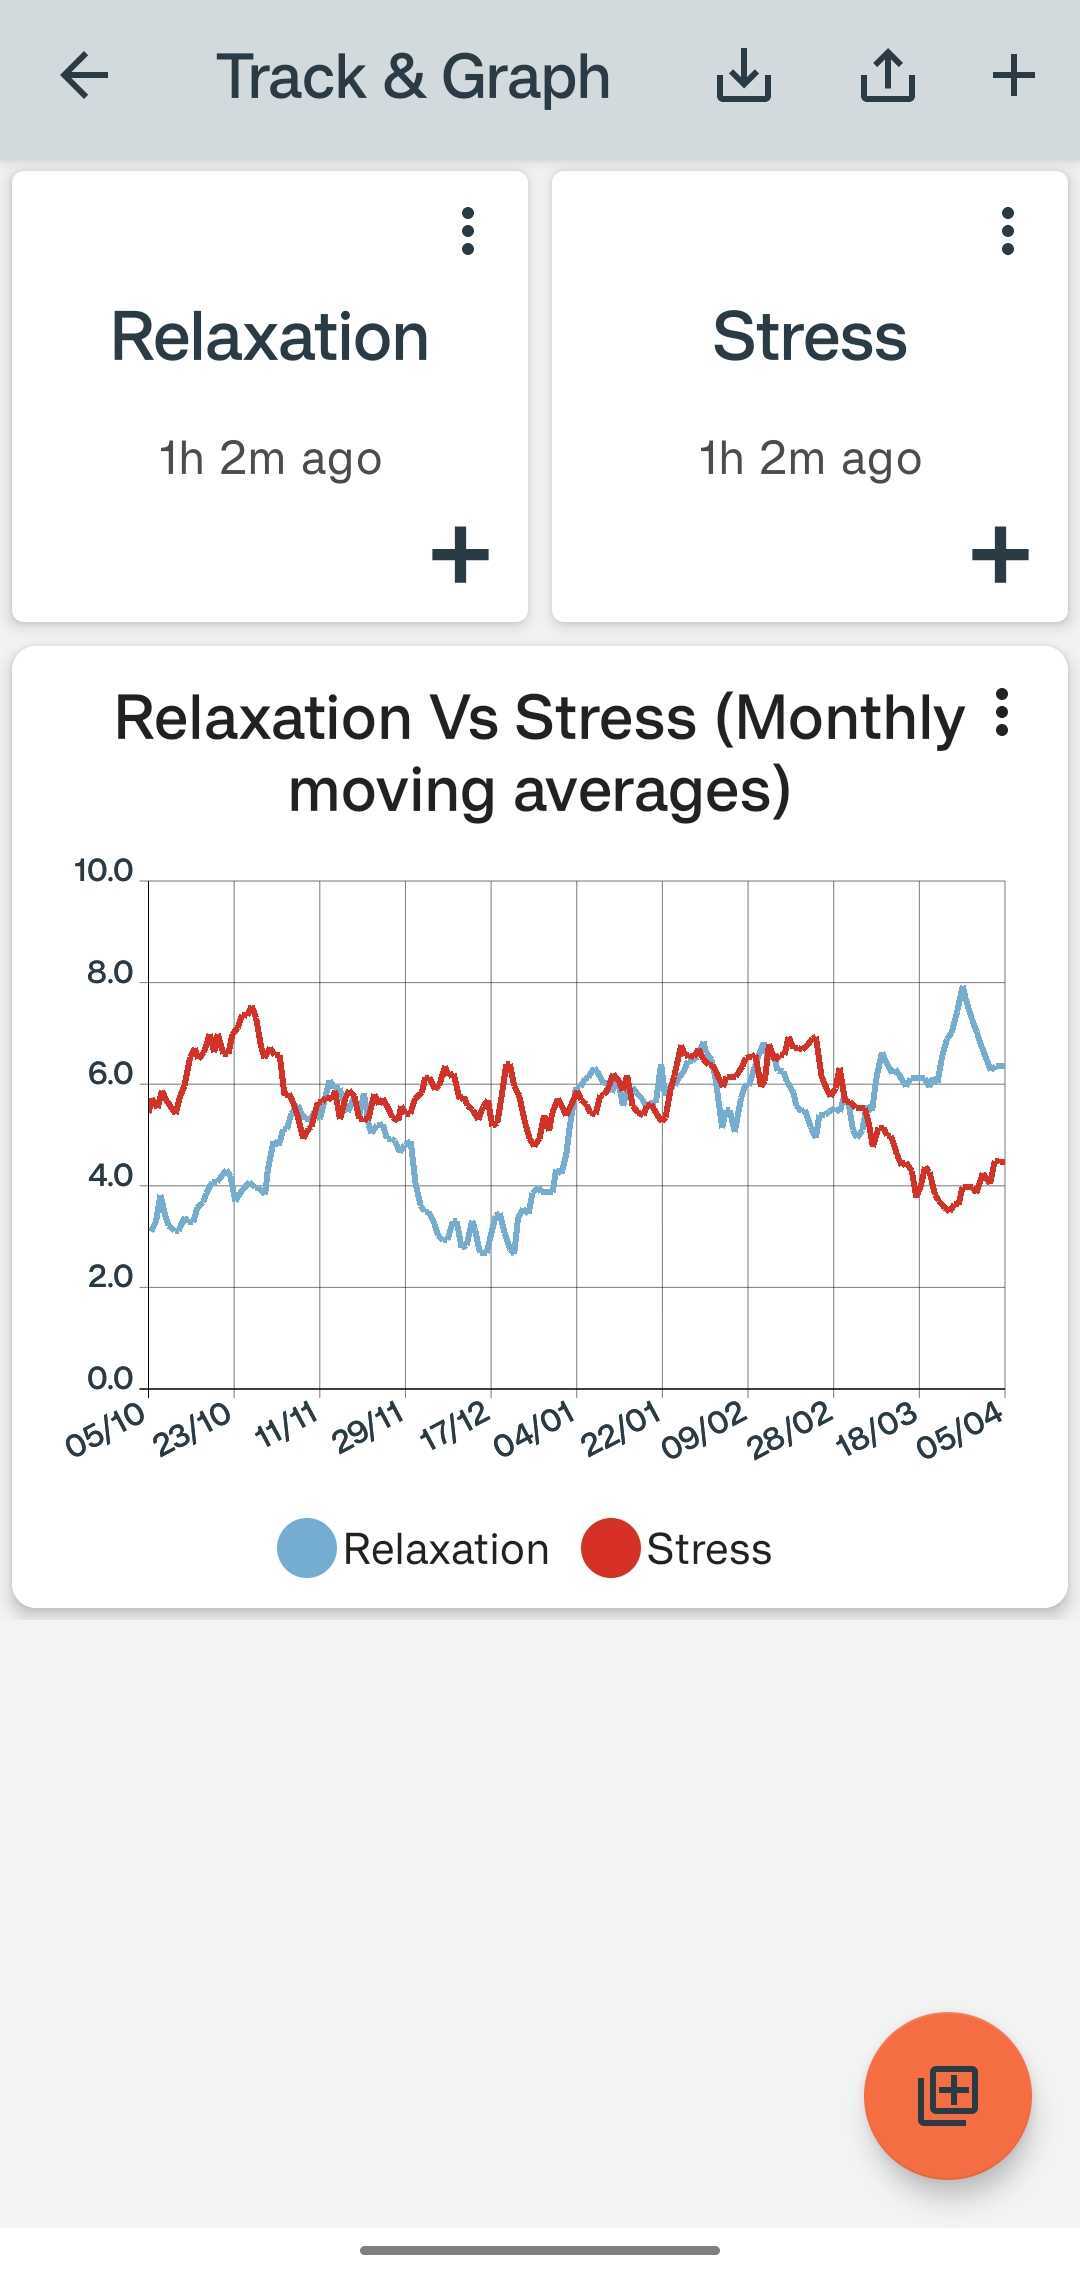 Track & Graph
Relaxation
1h 2m ago
Stress
1h 2m ago
Relaxation Vs Stress (Monthly
moving averages)
10.0
8.0
6.0
4.0
2.0
0.0
05/10
23/10
11/11
29/11
17/12
04/01
22/01
09/02
28/02
18/03
05/04
Relaxation
Stress